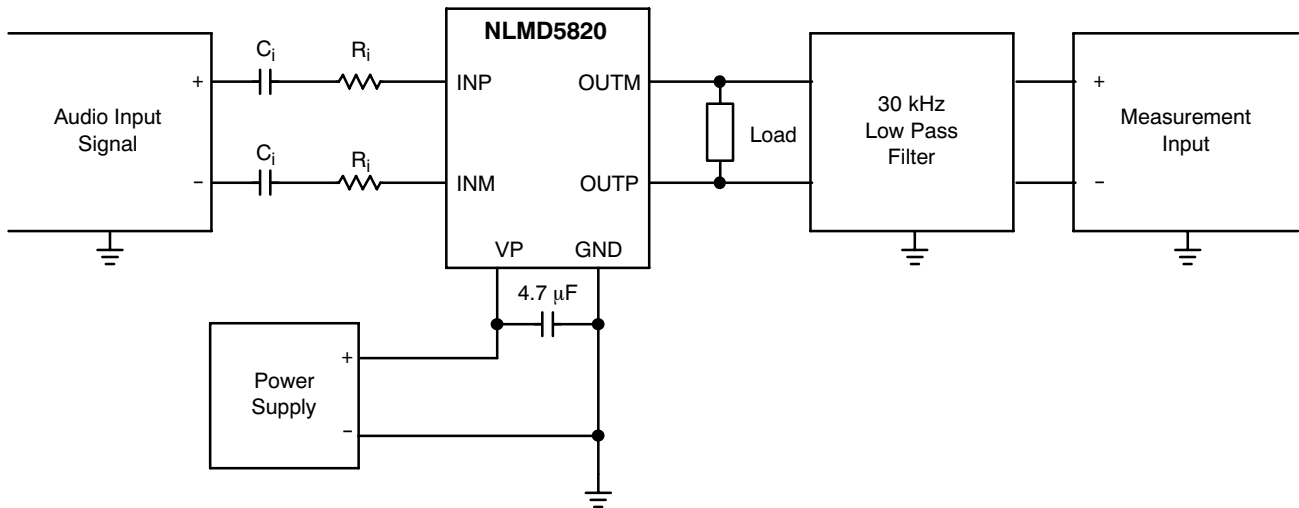 NLMD5820
C i
R i
+
INP
OUTM
Audio Input
Signal
C i
R i
−
INM
OUTP
Load
30 kHz
Low Pass
Filter
+
Measurement
Input
−
VP
GND
4.7 μF
+
Power
Supply
−